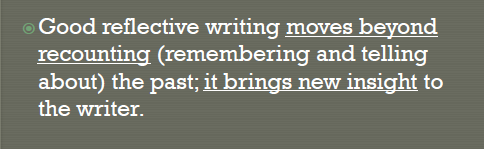 Good reflective writing moves beyond
recounting (remembering and telling
about) the past; it brings new insight to
the writer.